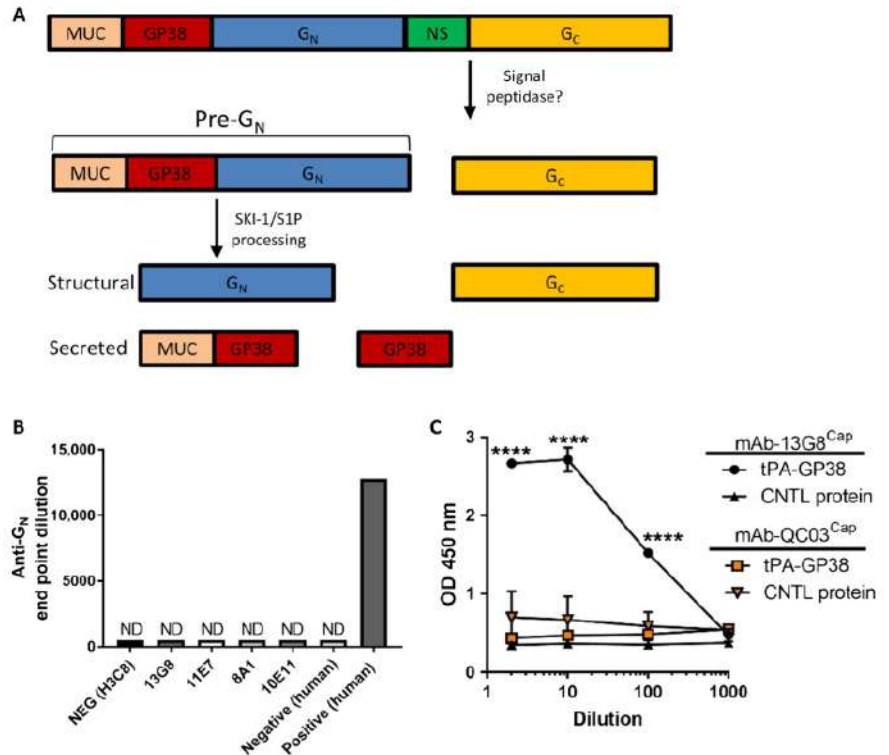 A
MUC GP38 GN NS GC
Signal
peptidase?
Pre-GN
MUC GP38 GN GC
SKI-1/S1P
processing
Structural GN GC
Secreted MUC GP38 GP38
B
15,000
10,000
5000
0
Anti-GN
end point dilution
ND ND ND ND ND ND
NEG (H3C8)
13G8
11E7
8A1
10E11
Negative (human)
Positive (human)
C
3
2
1
0
OD 450 nm
**** **** ****
1 10 100 1000
Dilution
mAb-13G8Cap
tPA-GP38
CNTL protein
mAb-QC03Cap
tPA-GP38
CNTL protein